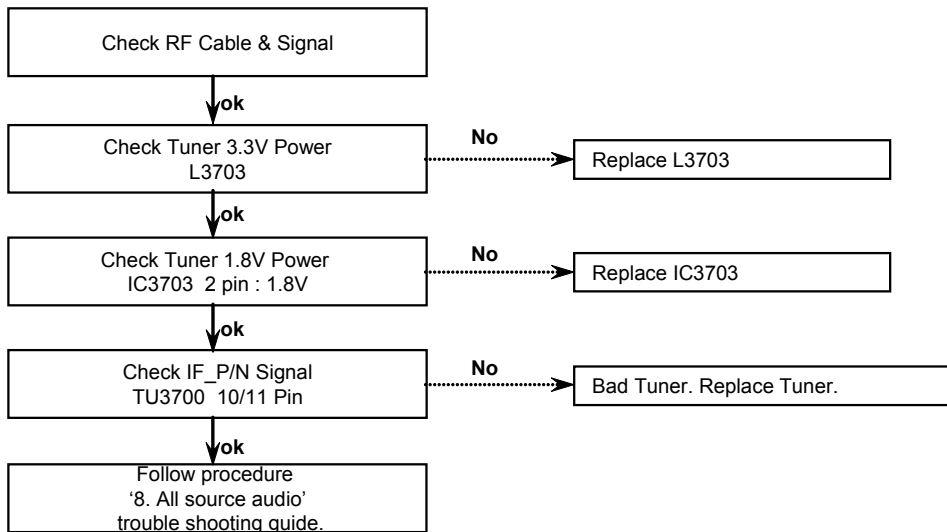 Check RF Cable & Signal
ok
Check Tuner 3.3V Power
L3703
No
Replace L3703
ok
Check Tuner 1.8V Power
IC3703 2 pin : 1.8V
No
Replace IC3703
ok
Check IF_P/N Signal
TU3700 10/11 Pin
No
Bad Tuner. Replace Tuner.
ok
Follow procedure
‘8. All source audio’
trouble shooting guide.